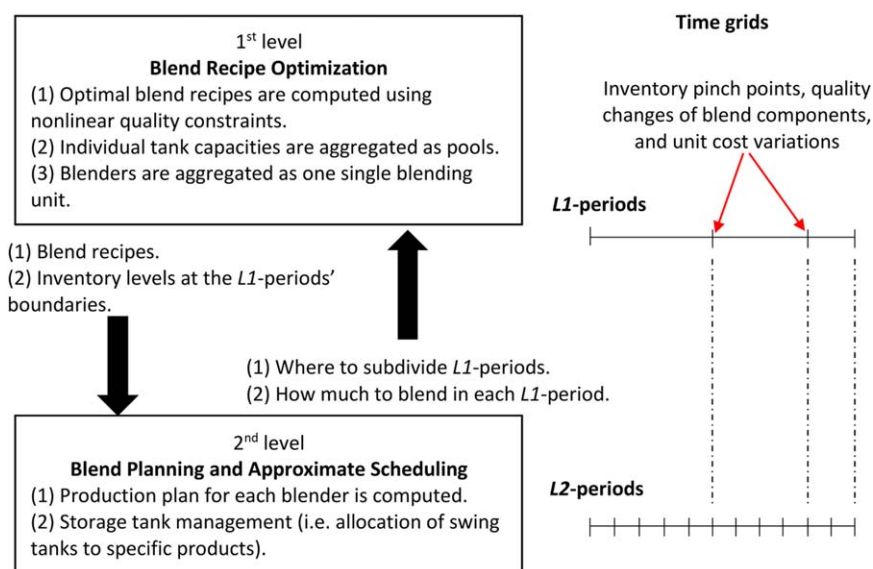 1st level
Blend Recipe Optimization
(1) Optimal blend recipes are computed using
nonlinear quality constraints.
(2) Individual tank capacities are aggregated as pools.
(3) Blenders are aggregated as one single blending
unit.
(1) Blend recipes.
(2) Inventory levels at the L1-periods’
boundaries.
(1) Where to subdivide L1-periods.
(2) How much to blend in each L1-period.
2nd level
Blend Planning and Approximate Scheduling
(1) Production plan for each blender is computed.
(2) Storage tank management (i.e. allocation of swing
tanks to specific products).
Time grids
Inventory pinch points, quality
changes of blend components,
and unit cost variations
L1-periods
L2-periods